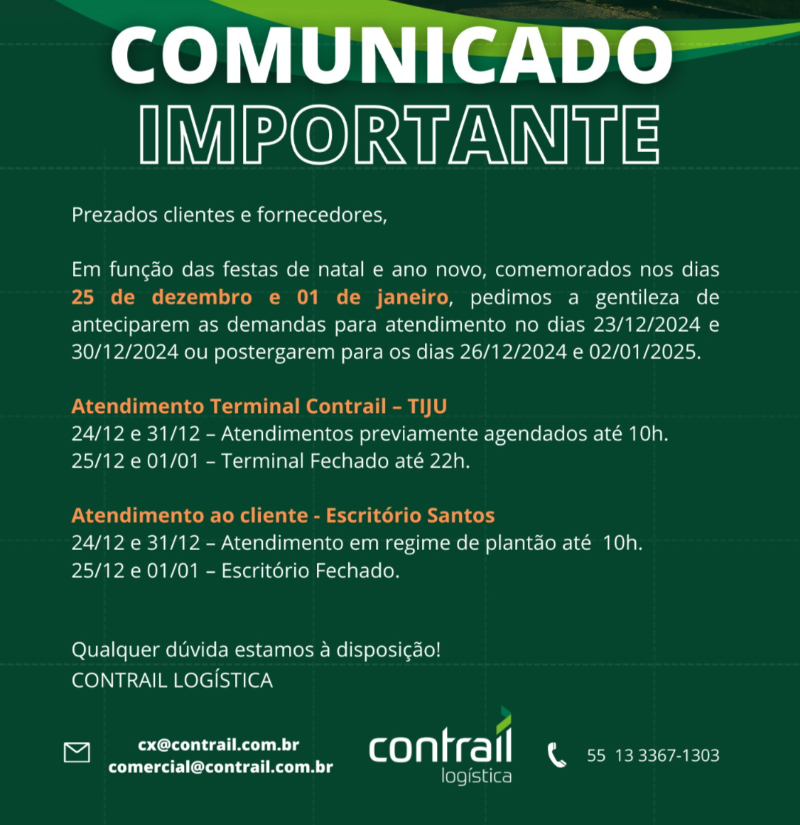 COMUNICADO
IMPORTANTE
Prezados clientes e fornecedores,
Em função das festas de natal e ano novo, comemorados nos dias
25 de dezembro e 01 de janeiro, pedimos a gentileza de
anteciparem as demandas para atendimento no dias 23/12/2024 e
30/12/2024 ou postergarem para os dias 26/12/2024 e 02/01/2025.
Atendimento Terminal Contrail – TIJU
24/12 e 31/12 – Atendimentos previamente agendados até 10h.
25/12 e 01/01 – Terminal Fechado até 22h.
Atendimento ao cliente - Escritório Santos
24/12 e 31/12 – Atendimento em regime de plantão até  10h.
25/12 e 01/01 – Escritório Fechado.
Qualquer dúvida estamos à disposição!
CONTRAIL LOGÍSTICA
cx@contrail.com.br
comercial@contrail.com.br
contrail
logística
55  13 3367-1303